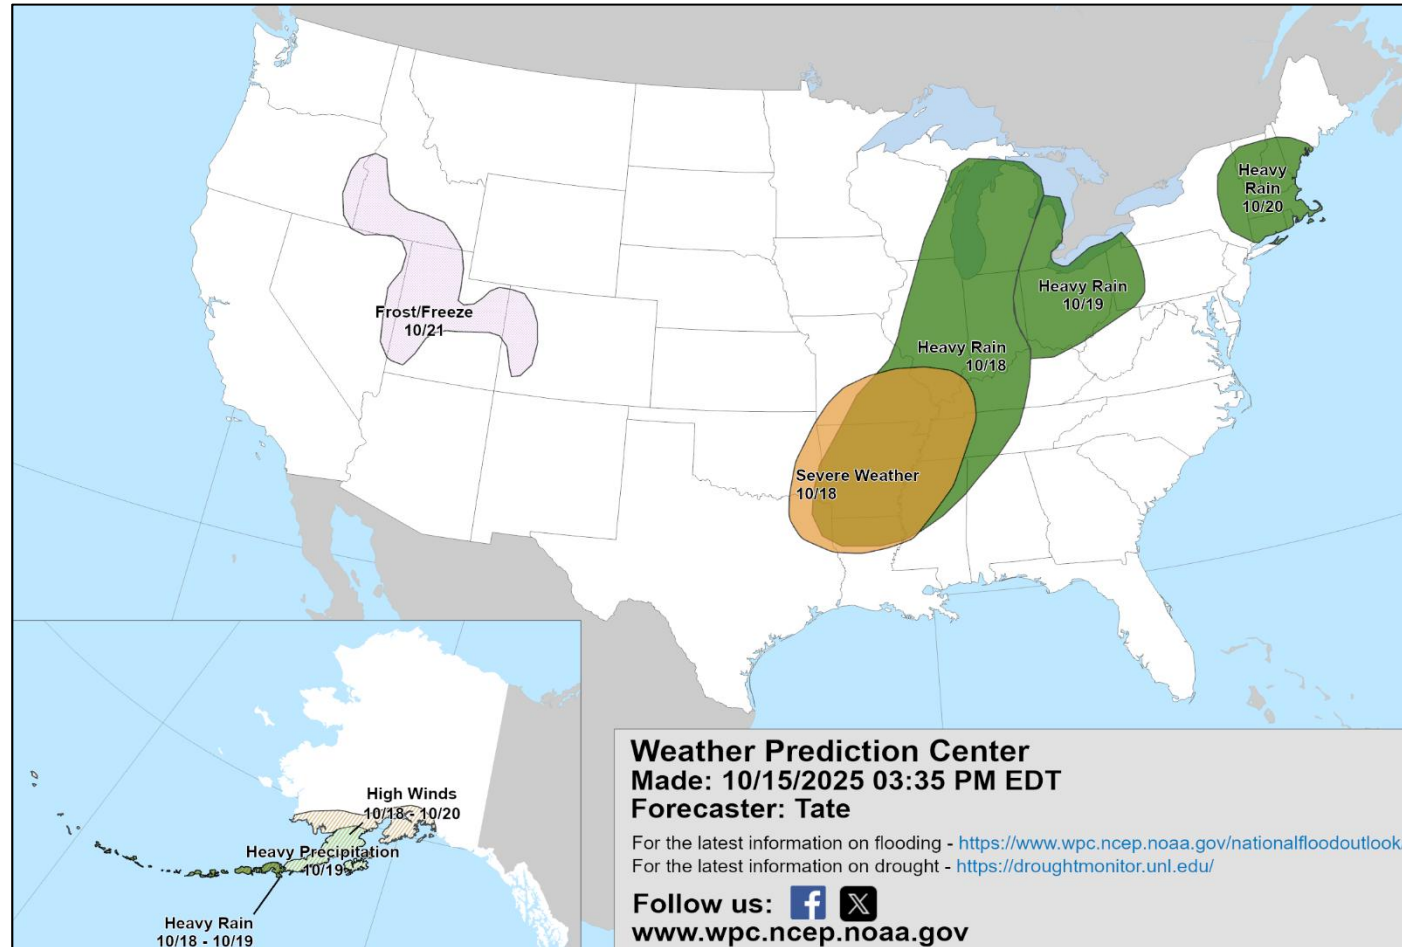 Heavy
Rain
10/20
Heavy Rain
10/19
Frost/Freeze
10/21
Heavy Rain
10/18
Severe Weather
10/18
High Winds
10/18 - 10/20
Heavy Precipitation
10/19
Heavy Rain
10/18 - 10/19
Weather Prediction Center
Made: 10/15/2025 03:35 PM EDT
Forecaster: Tate
For the latest information on flooding - https://www.wpc.ncep.noaa.gov/nationalfloodoutlook
For the latest information on drought - https://droughtmonitor.unl.edu/
Follow us:
www.wpc.ncep.noaa.gov